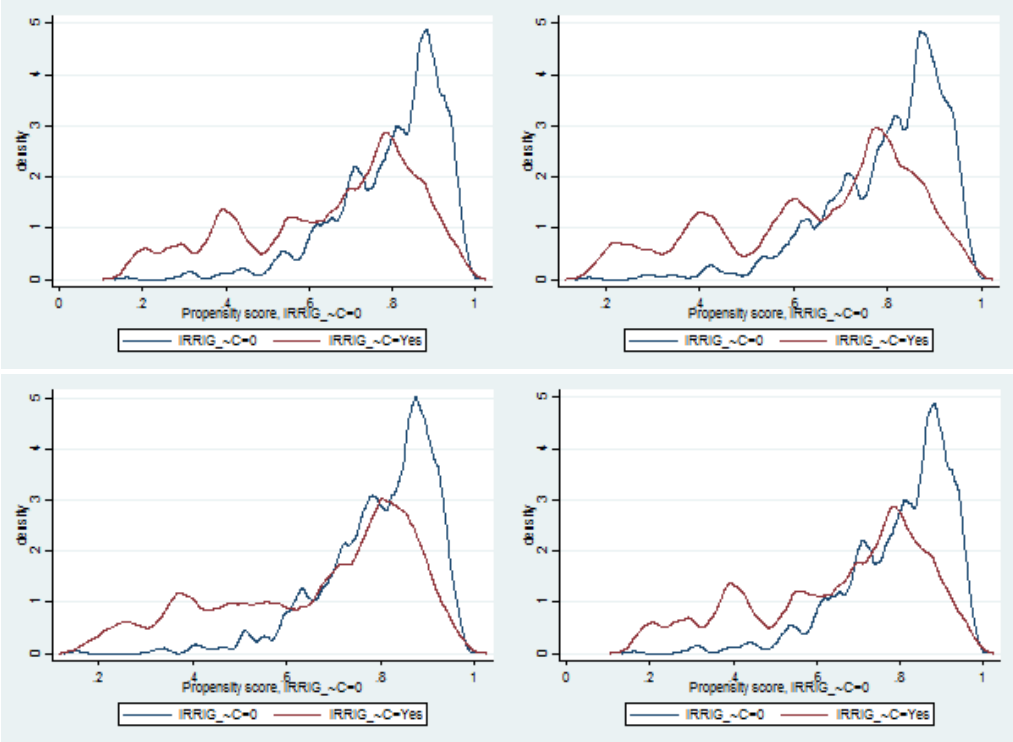 5
4
3
2
1
0
density
0 .2 .4 .6 .8 1
Propensity score, IRRIG_~C=0
IRRIG_~C=0 IRRIG_~C=Yes
5
4
3
2
1
0
density
.2 .4 .6 .8 1
Propensity score, IRRIG_~C=0
IRRIG_~C=0 IRRIG_~C=Yes
5
4
3
2
1
0
density
.2 .4 .6 .8 1
Propensity score, IRRIG_~C=0
IRRIG_~C=0 IRRIG_~C=Yes
5
4
3
2
1
0
density
0 .2 .4 .6 .8 1
Propensity score, IRRIG_~C=0
IRRIG_~C=0 IRRIG_~C=Yes